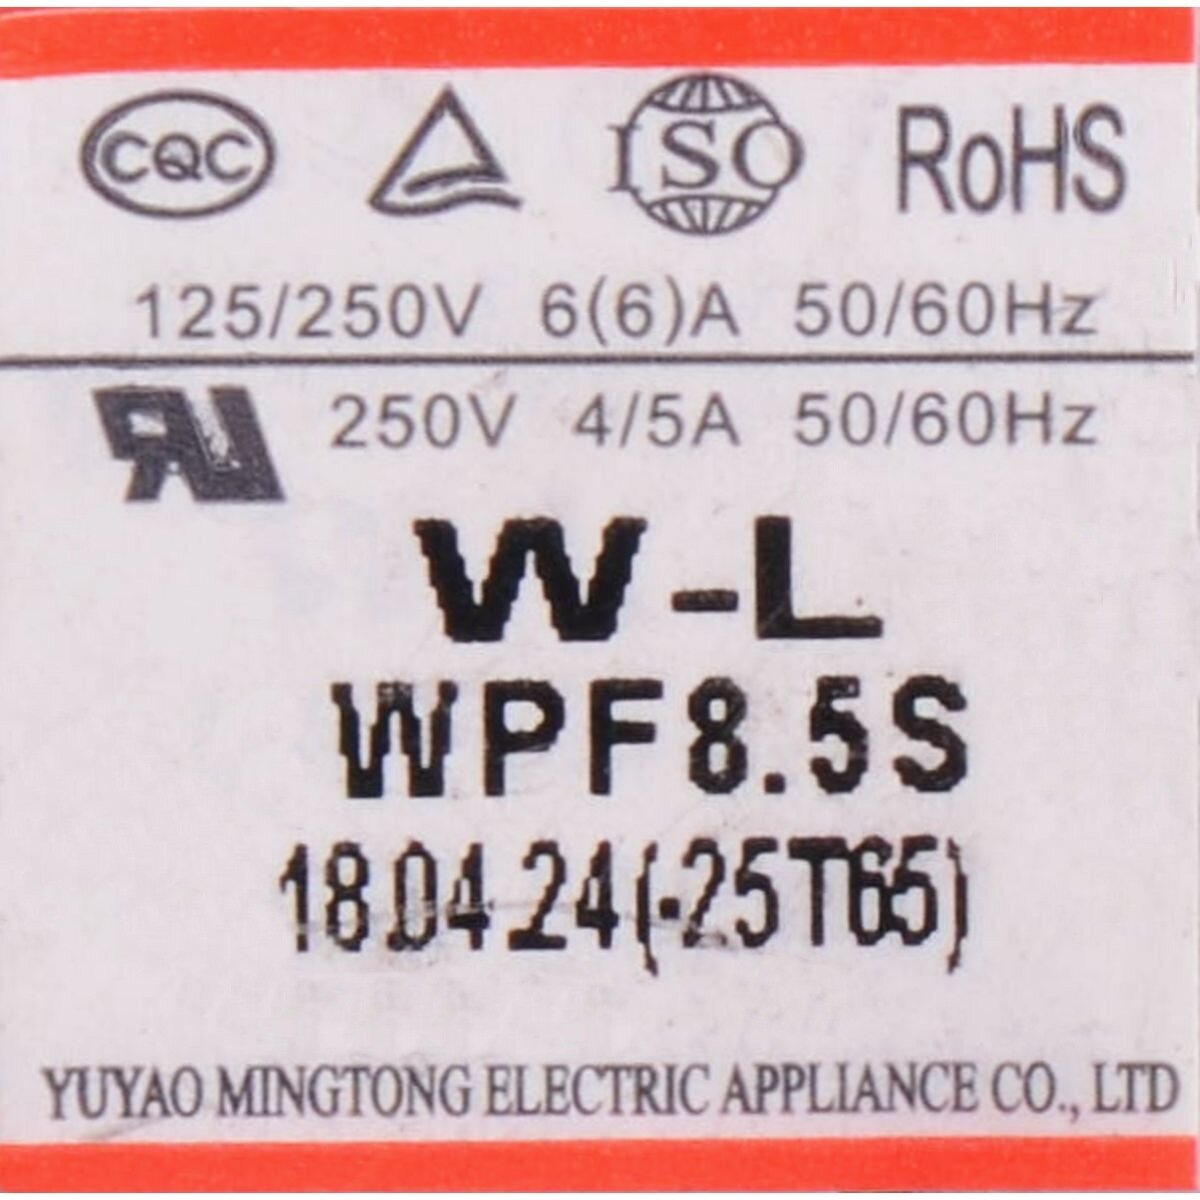 CQC ISO RoHS
125/250V 6(6)A 50/60Hz
RU 250V 4/5A 50/60Hz
W-L
WPF8.5S
18.04.24(-25T65)
YUYAO MINGTONG ELECTRIC APPLIANCE CO., LTD